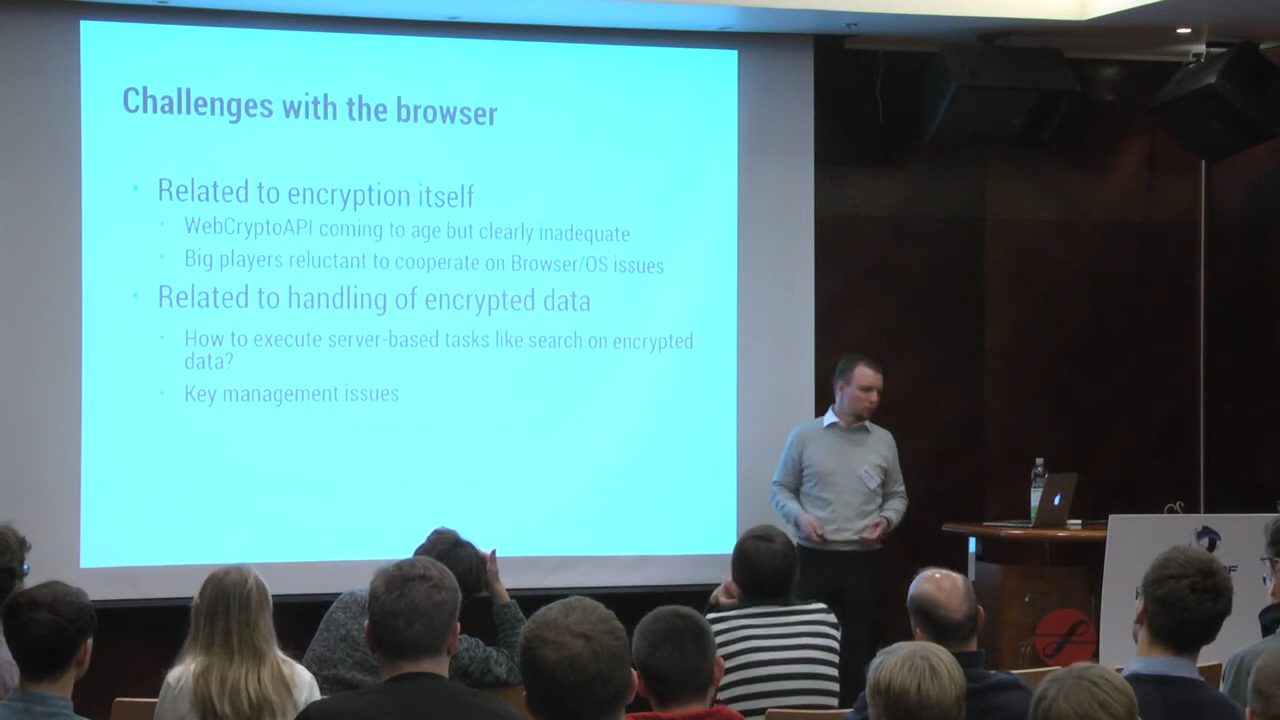 Challenges with the browser
Related to encryption itself
WebCryptoAPI coming to age but clearly inadequate
Big players reluctant to cooperate on Browser/OS issues
Related to handling of encrypted data
How to execute server-based tasks like search on encrypted
data?
Key management issues